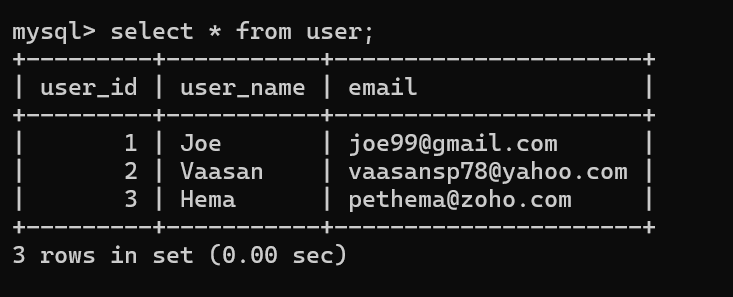 mysql> select * from user;
+---------+-----------+----------------------+
| user_id | user_name | email                |
+---------+-----------+----------------------+
|       1 | Joe       | joe99@gmail.com      |
|       2 | Vaasan    | vaasansp78@yahoo.com |
|       3 | Hema      | pethema@zoho.com     |
+---------+-----------+----------------------+
3 rows in set (0.00 sec)